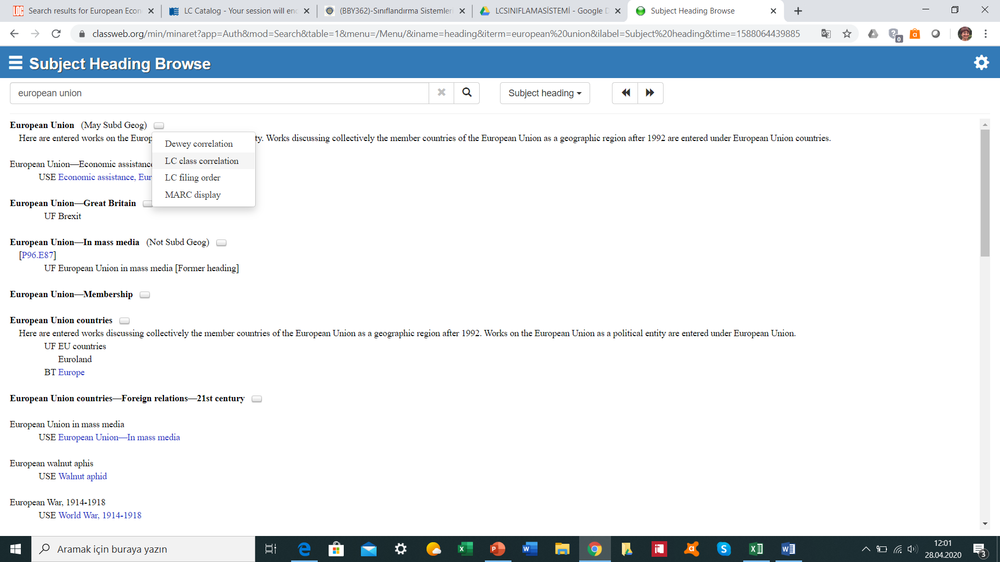 Search results for European Econ
LC Catalog - Your session will end
(BBY362)-Sınıflandırma Sistemleri
LCSINIFLAMASİSTEMİ - Google D
Subject Heading Browse
classweb.org/min/minaret?app=Auth&mod=Search&table=1&menu=/Menu/&iname=heading&iterm=european%20union&ilabel=Subject%20heading&time=1588064439885
0
Subject Heading Browse
european union
Subject heading
European Union (May Subd Geog)
Here are entered works on the Europ
ty. Works discussing collectively the member countries of the European Union as a geographic region after 1992 are entered under European Union countries.
Dewey correlation
LC class correlation
LC filing order
MARC display
European Union—Economic assistance
USE Economic assistance, Eur
European Union—Great Britain
UF Brexit
European Union—In mass media (Not Subd Geog)
[P96.E87]
UF European Union in mass media [Former heading]
European Union—Membership
European Union countries
Here are entered works discussing collectively the member countries of the European Union as a geographic region after 1992. Works on the European Union as a political entity are entered under European Union.
UF EU countries
Euroland
BT Europe
European Union countries—Foreign relations—21st century
European Union in mass media
USE European Union—In mass media
European walnut aphis
USE Walnut aphid
European War, 1914-1918
USE World War, 1914-1918
Aramak için buraya yazın
12:01
28.04.2020
3